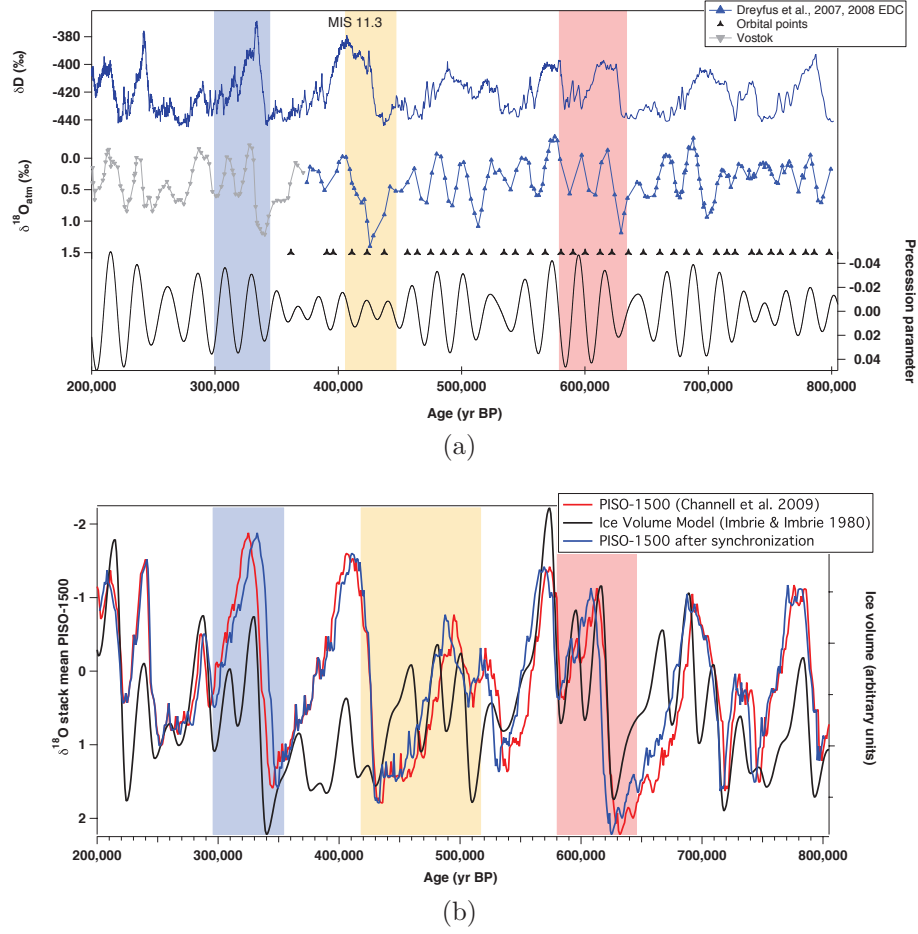 MIS 11.3
Dreyfus et al., 2007, 2008 EDC
Orbital points
Vostok
δD (‰)
-380
-400
-420
-440
δ18Oatm (‰)
0.0
0.5
1.0
1.5
-0.04
-0.02
0.00
0.02
0.04
Precession parameter
200,000 300,000 400,000 500,000 600,000 700,000 800,000
Age (yr BP)
(a)
PISO-1500 (Channell et al. 2009)
Ice Volume Model (Imbrie & Imbrie 1980)
PISO-1500 after synchronization
δ18O stack mean PISO-1500
-2
-1
0
1
2
Ice volume (arbitrary units)
200,000 300,000 400,000 500,000 600,000 700,000 800,000
Age (yr BP)
(b)